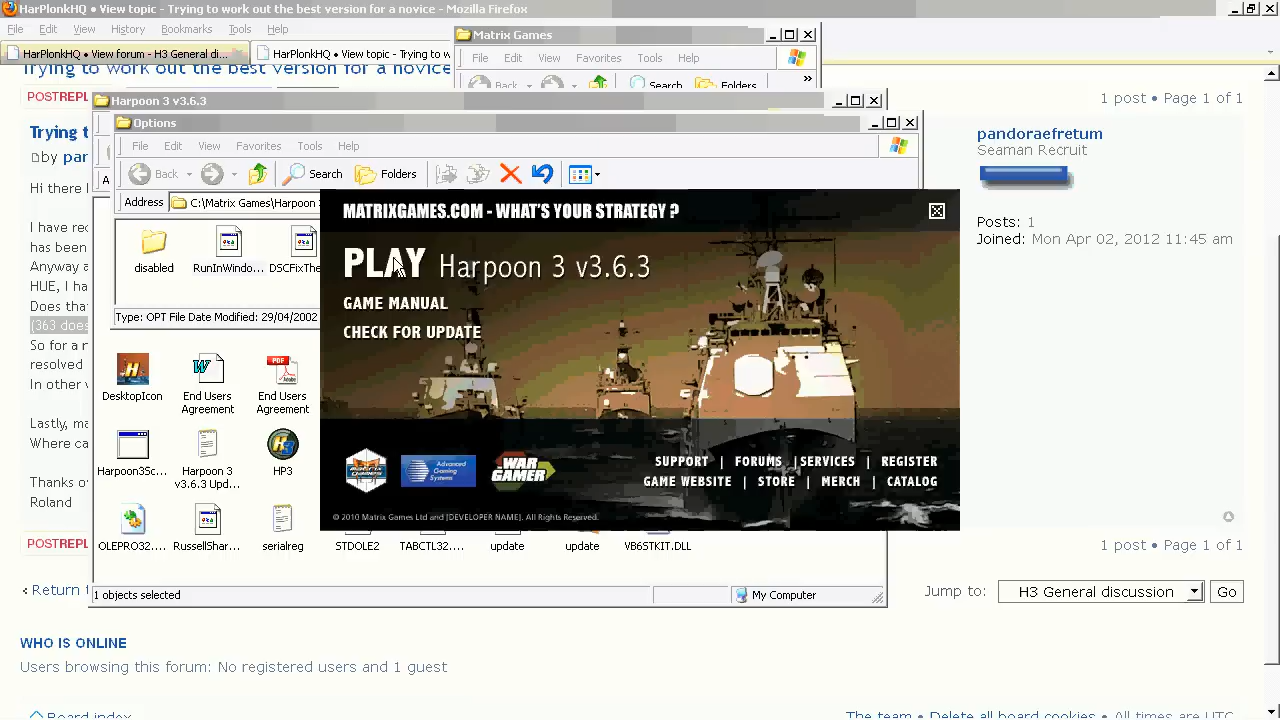 HarPlonkHQ • View topic - Trying to work out the best version for a novice - Mozilla Firefox
File Edit View History Bookmarks Tools Help
HarPlonkHQ • View forum - H3 General di...
HarPlonkHQ • View topic - Trying to w
Matrix Games
File Edit View Favorites Tools Help
Back Search Folders »
Trying to work out the best version for a novice
POSTREPL
1 post • Page 1 of 1
Harpoon 3 v3.6.3
Options
File Edit Favorites Tools Help
Back Search Folders
Address C:\Matrix Games\Harpoon
disabled
RunInWindo...
DSCFixThe
Type: OPT File Date Modified: 29/04/2002
Trying t
by par
Hi there I
I have re
has been
Anyway a
HUE, I ha
Does tha
(363 does
So for a r
resolved
In other v
Lastly, ma
Where ca
Thanks o
Roland
pandoraefretum
Seaman Recruit
Posts: 1
Joined: Mon Apr 02, 2012 11:45 am
MATRIXGAMES.COM - WHAT'S YOUR STRATEGY ?
PLAY Harpoon 3 v3.6.3
GAME MANUAL
CHECK FOR UPDATE
MATRIX GAMES
Advanced Gaming Systems
WAR GAMER
SUPPORT | FORUMS | SERVICES | REGISTER
GAME WEBSITE | STORE | MERCH | CATALOG
© 2010 Matrix Games Ltd and [DEVELOPER NAME]. All Rights Reserved.
DesktopIcon
End Users Agreement
End Users Agreement
Harpoon3Sc...
Harpoon 3 v3.6.3 Upd...
HP3
OLEPRO32....
RussellShar...
serialreg
STDOLE2
TABCTL32....
update
update
VB6STKIT.DLL
1 objects selected
My Computer
POSTREPL
1 post • Page 1 of 1
Return t
Jump to: H3 General discussion Go
WHO IS ONLINE
Users browsing this forum: No registered users and 1 guest
Board index
The team • Delete all board cookies • All times are UTC